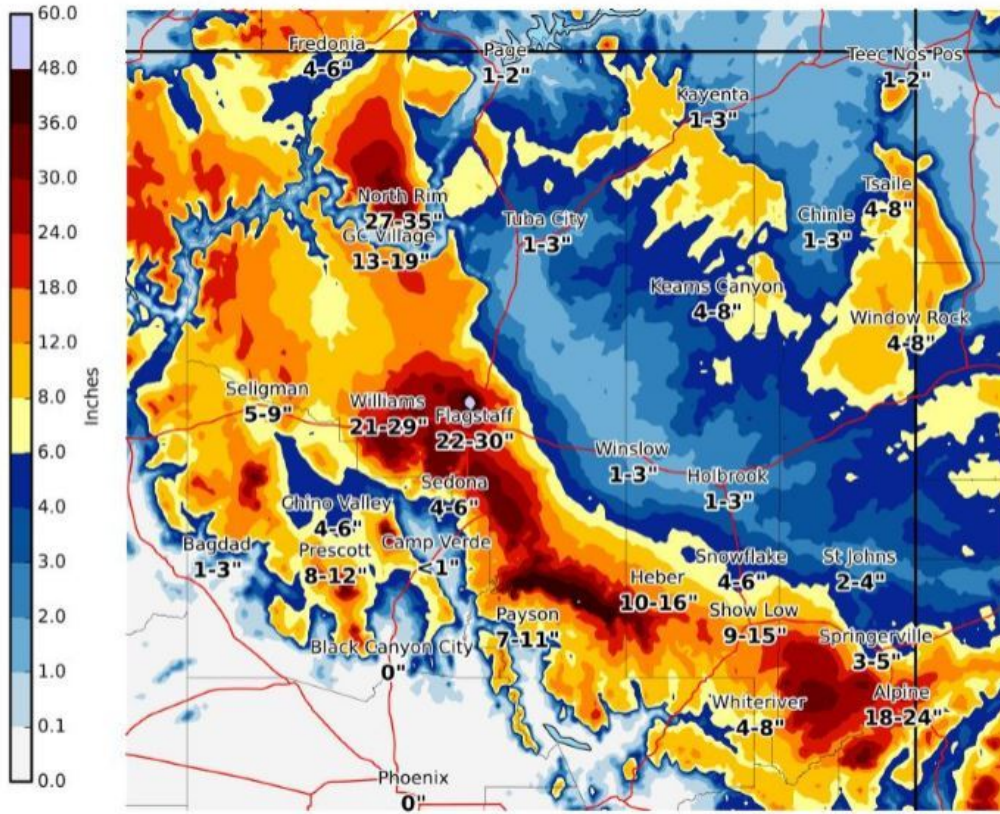 60.0
48.0
36.0
30.0
24.0
18.0
12.0
8.0
6.0
4.0
3.0
2.0
1.0
0.1
0.0
Inches
Fredonia
4-6"
Page
1-2"
Teec Nos Pos
1-2"
Kayenta
1-3"
North Rim
27-35"
GC Village
13-19"
Tuba City
1-3"
Chinle
1-3"
Tsaile
4-8"
Kearns Canyon
4-8"
Window Rock
4-8"
Seligman
5-9"
Williams
21-29"
Flagstaff
22-30"
Winslow
1-3"
Holbrook
1-3"
Sedona
4-6"
Chino Valley
4-6"
Camp Verde
<1"
Bagdad
1-3"
Prescott
8-12"
Snowflake
4-6"
St Johns
2-4"
Heber
10-16"
Payson
7-11"
Show Low
9-15"
Springerville
3-5"
Black Canyon City
0"
Whiteriver
4-8"
Alpine
18-24"
Phoenix
0"